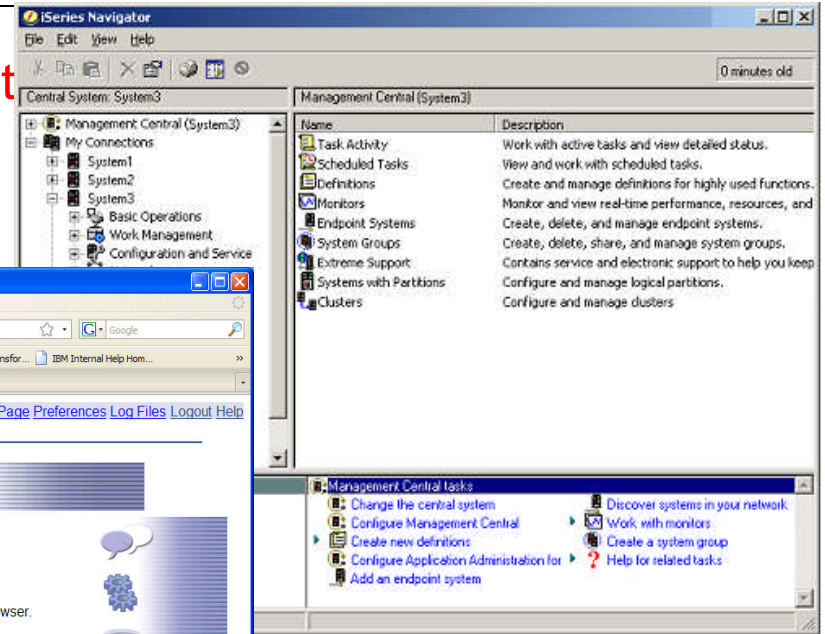 iSeries Navigator
File Edit View Help
t
0 minutes old
Central System: System3
Management Central (System3)
Management Central (System3)
My Connections
System1
System2
System3
Basic Operations
Work Management
Configuration and Service
Name Description
Task Activity Work with active tasks and view detailed status.
Scheduled Tasks View and work with scheduled tasks.
Definitions Create and manage definitions for highly used functions.
Monitors Monitor and view real-time performance, resources, and
Endpoint Systems Create, delete, and manage endpoint systems.
System Groups Create, delete, share, and manage system groups.
Extreme Support Contains service and electronic support to help you keep
Systems with Partitions Configure and manage logical partitions.
Clusters Configure and manage clusters
G Google
nsfor... IBM Internal Help Hom... »
Page Preferences Log Files Logout Help
wser.
Management Central tasks
Change the central system
Configure Management Central
Create new definitions
Configure Application Administration for
Add an endpoint system
Discover systems in your network
Work with monitors
Create a system group
Help for related tasks